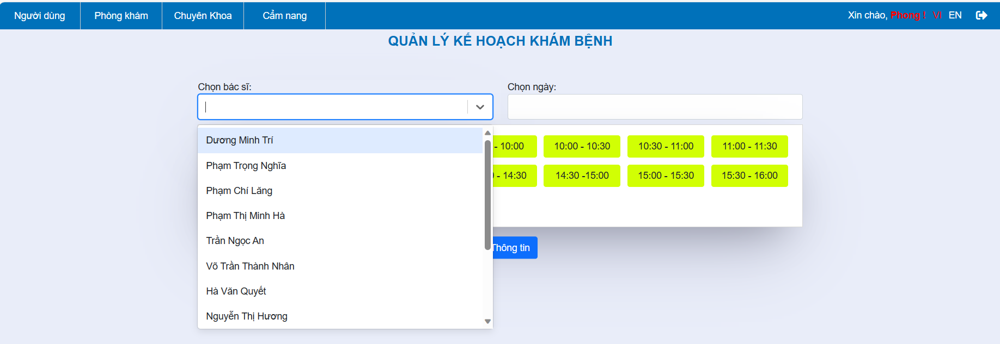 Người dùng
Phòng khám
Chuyên Khoa
Cẩm nang
Xin chào, Phong ! VI EN
QUẢN LÝ KẾ HOẠCH KHÁM BỆNH
Chọn bác sĩ:
Chọn ngày:
Dương Minh Trí
Phạm Trọng Nghĩa
Phạm Chí Lăng
Phạm Thị Minh Hà
Trần Ngọc An
Võ Trần Thành Nhân
Hà Văn Quyết
Nguyễn Thị Hương
- 10:00
10:00 - 10:30
10:30 - 11:00
11:00 - 11:30
- 14:30
14:30 -15:00
15:00 - 15:30
15:30 - 16:00
Thông tin